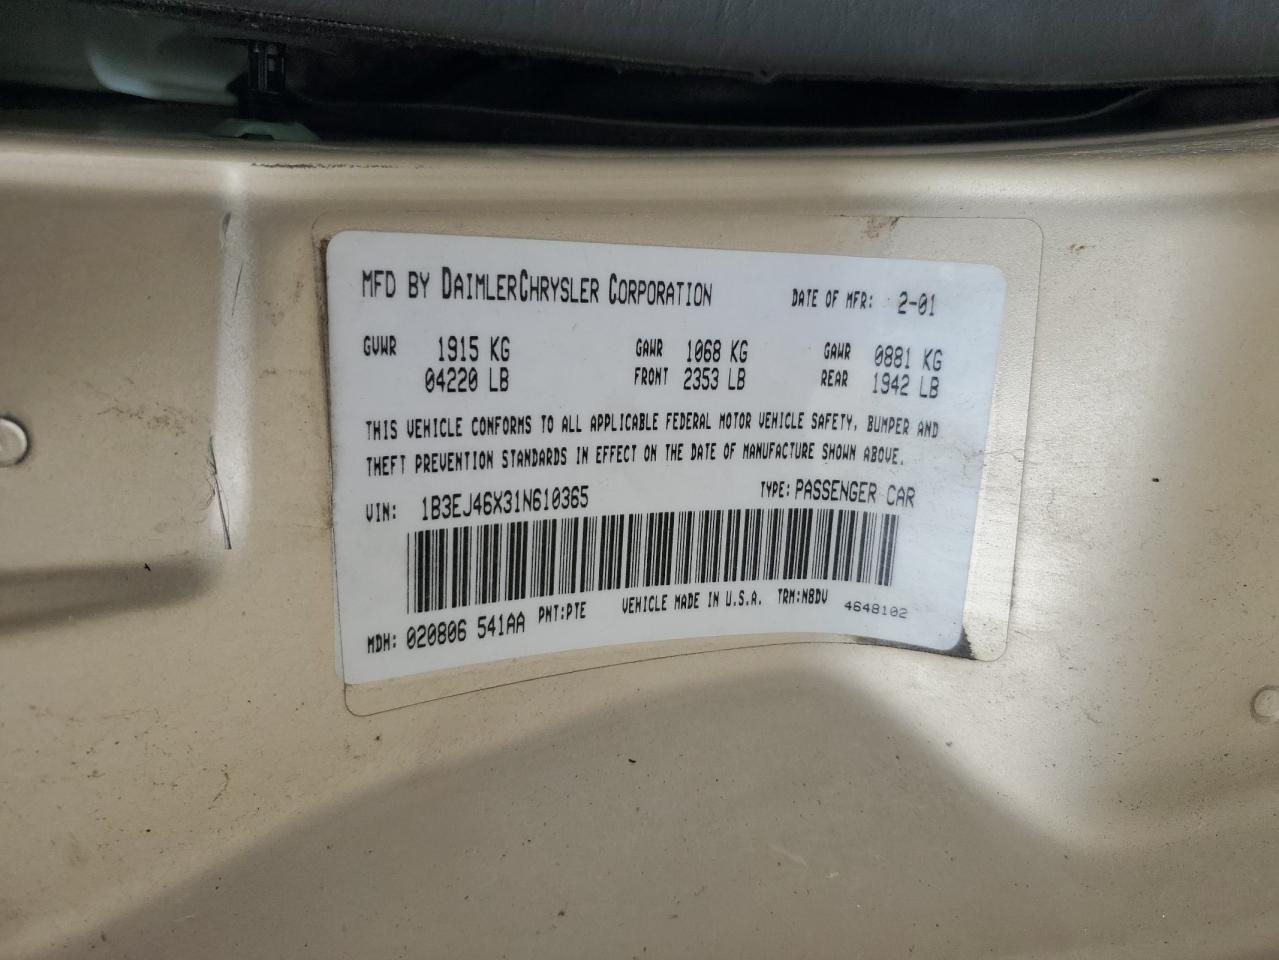 MFD BY DAIMLERCHRYSLER CORPORATION DATE OF MFR: 2-01
GVWR 1915 KG GAWR 1068 KG GAWR 0881 KG
04220 LB FRONT 2353 LB REAR 1942 LB
THIS VEHICLE CONFORMS TO ALL APPLICABLE FEDERAL MOTOR VEHICLE SAFETY, BUMPER AND
THEFT PREVENTION STANDARDS IN EFFECT ON THE DATE OF MANUFACTURE SHOWN ABOVE.
VIN: 1B3EJ46X31N610365 TYPE: PASSENGER CAR
MDH: 020806 541AA PNT:PTE VEHICLE MADE IN U.S.A. TRM:N8DV 4648102